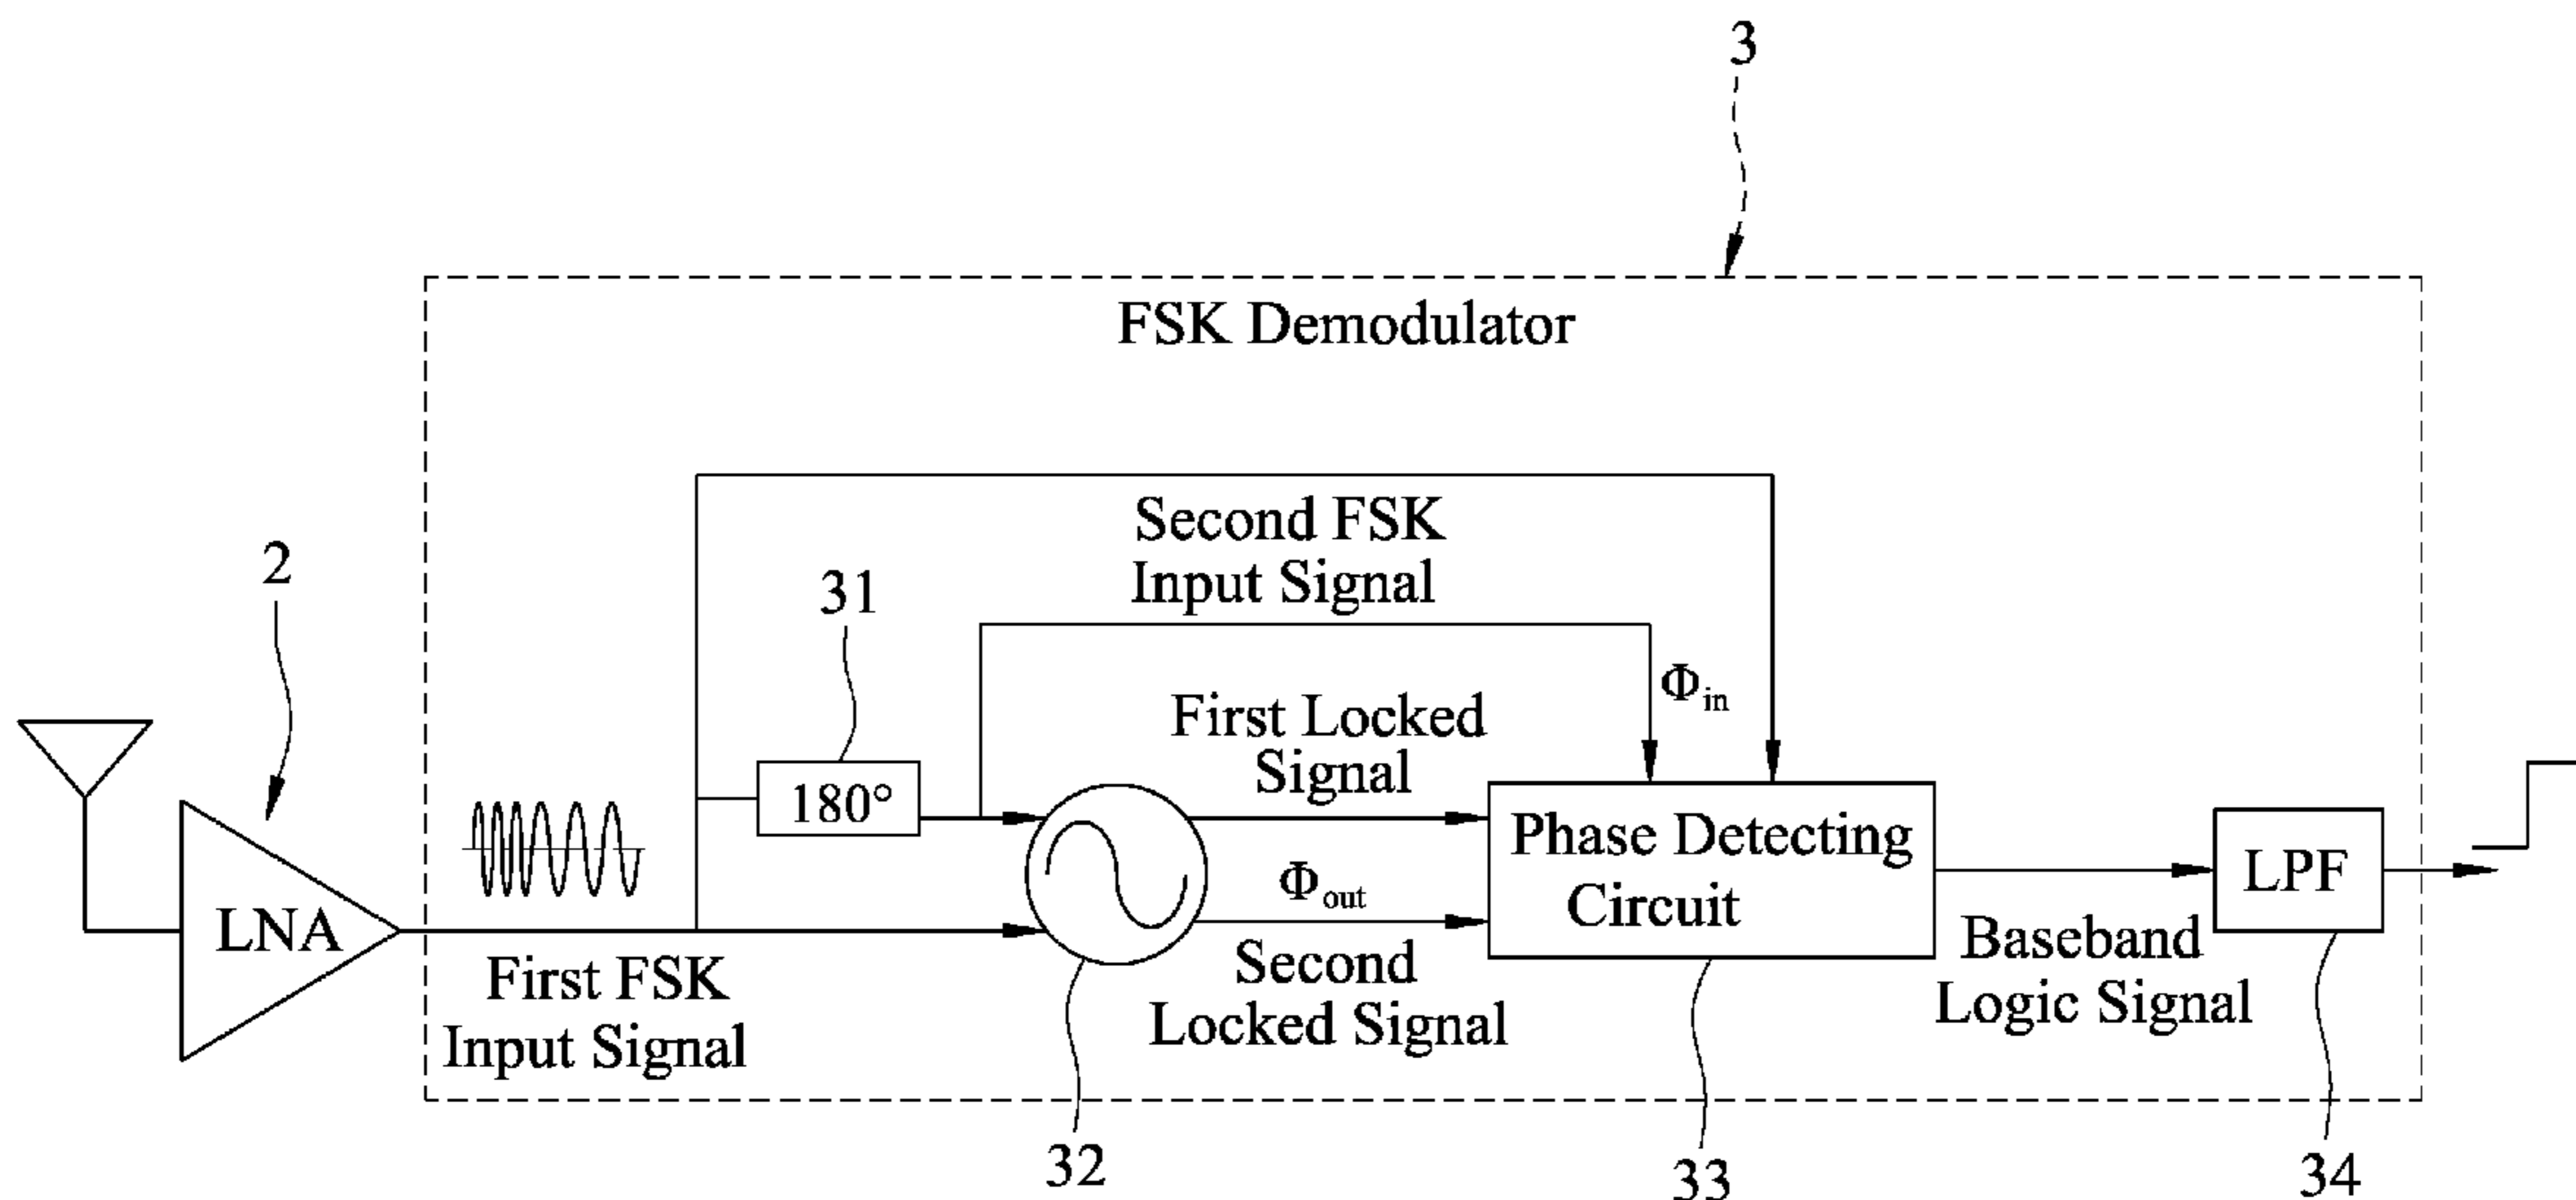 3
FSK Demodulator
Second FSK
Input Signal
2
31
Φin
First Locked
Signal
180°
Phase Detecting
Circuit
LPF
LNA
Φout
First FSK
Input Signal
Second
Locked Signal
Baseband
Logic Signal
32
33
34